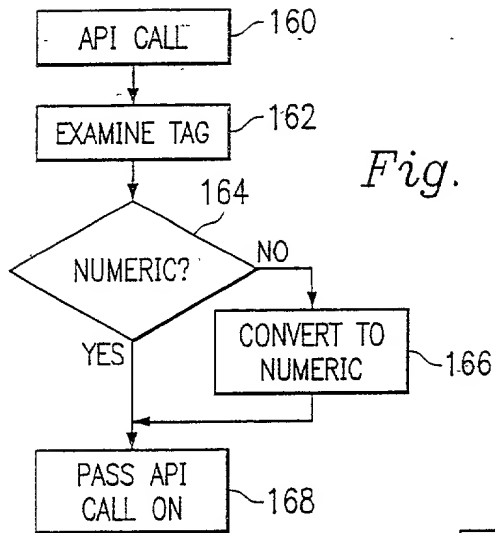 API CALL
160
EXAMINE TAG
162
Fig.
164
NUMERIC?
NO
YES
CONVERT TO
NUMERIC
166
PASS API
CALL ON
168